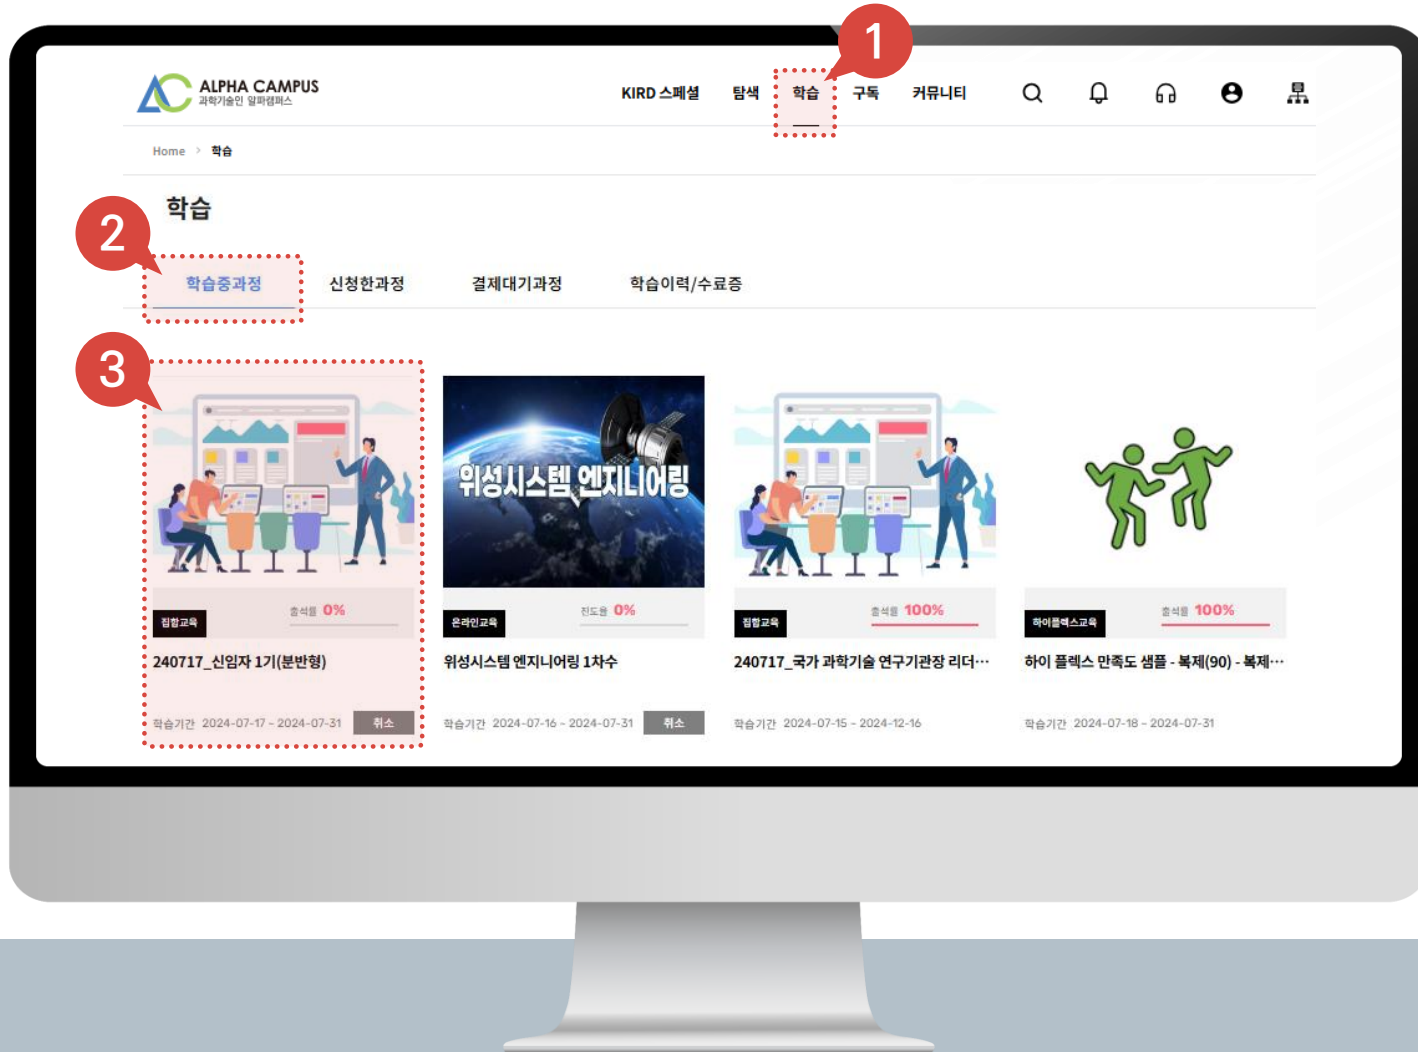 1
ALPHA CAMPUS
과학기술인 알파캠퍼스
KIRD 스페셜 탐색 학습 구독 커뮤니티
Home > 학습
학습
2
학습중과정 신청한과정 결제대기과정 학습이력/수료증
3
위성시스템 엔지니어링
집합교육 출석률 0%
온라인교육 진도율 0%
집합교육 출석률 100%
하이플렉스교육 출석률 100%
240717_신임자 1기(분반형)
위성시스템 엔지니어링 1차수
240717_국가 과학기술 연구기관장 리더…
하이 플렉스 만족도 샘플 - 복제(90) - 복제…
학습기간 2024-07-17 ~ 2024-07-31 취소
학습기간 2024-07-16 ~ 2024-07-31 취소
학습기간 2024-07-15 ~ 2024-12-16
학습기간 2024-07-18 ~ 2024-07-31